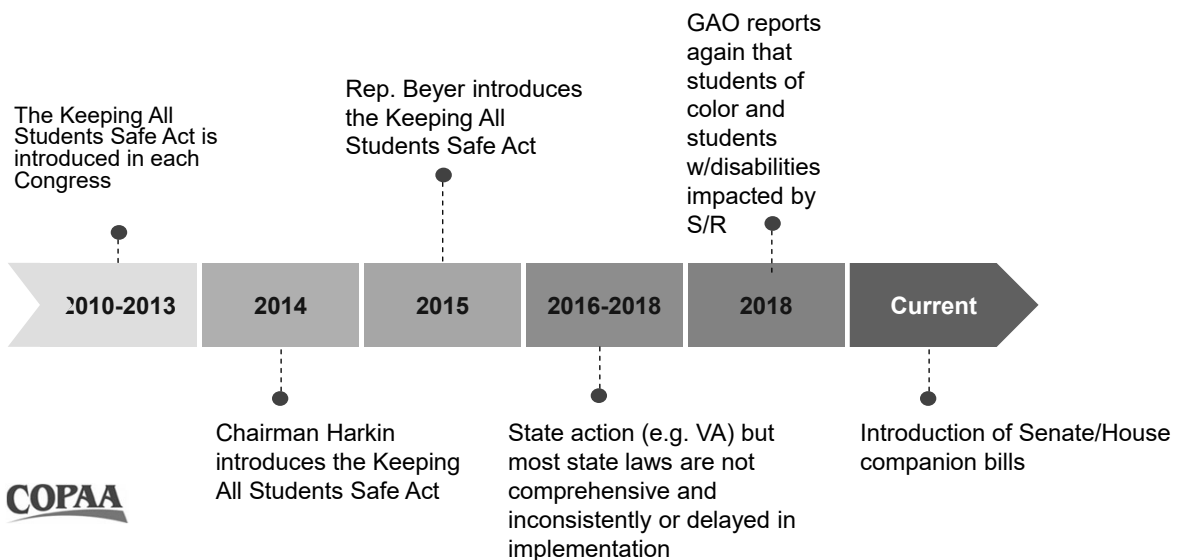 The Keeping All
Students Safe Act is
introduced in each
Congress
Rep. Beyer introduces
the Keeping All
Students Safe Act
GAO reports
again that
students of
color and
students
w/disabilities
impacted by
S/R
2010-2013
2014
2015
2016-2018
2018
Current
Chairman Harkin
introduces the Keeping
All Students Safe Act
State action (e.g. VA) but
most state laws are not
comprehensive and
inconsistently or delayed in
implementation
Introduction of Senate/House
companion bills
COPAA